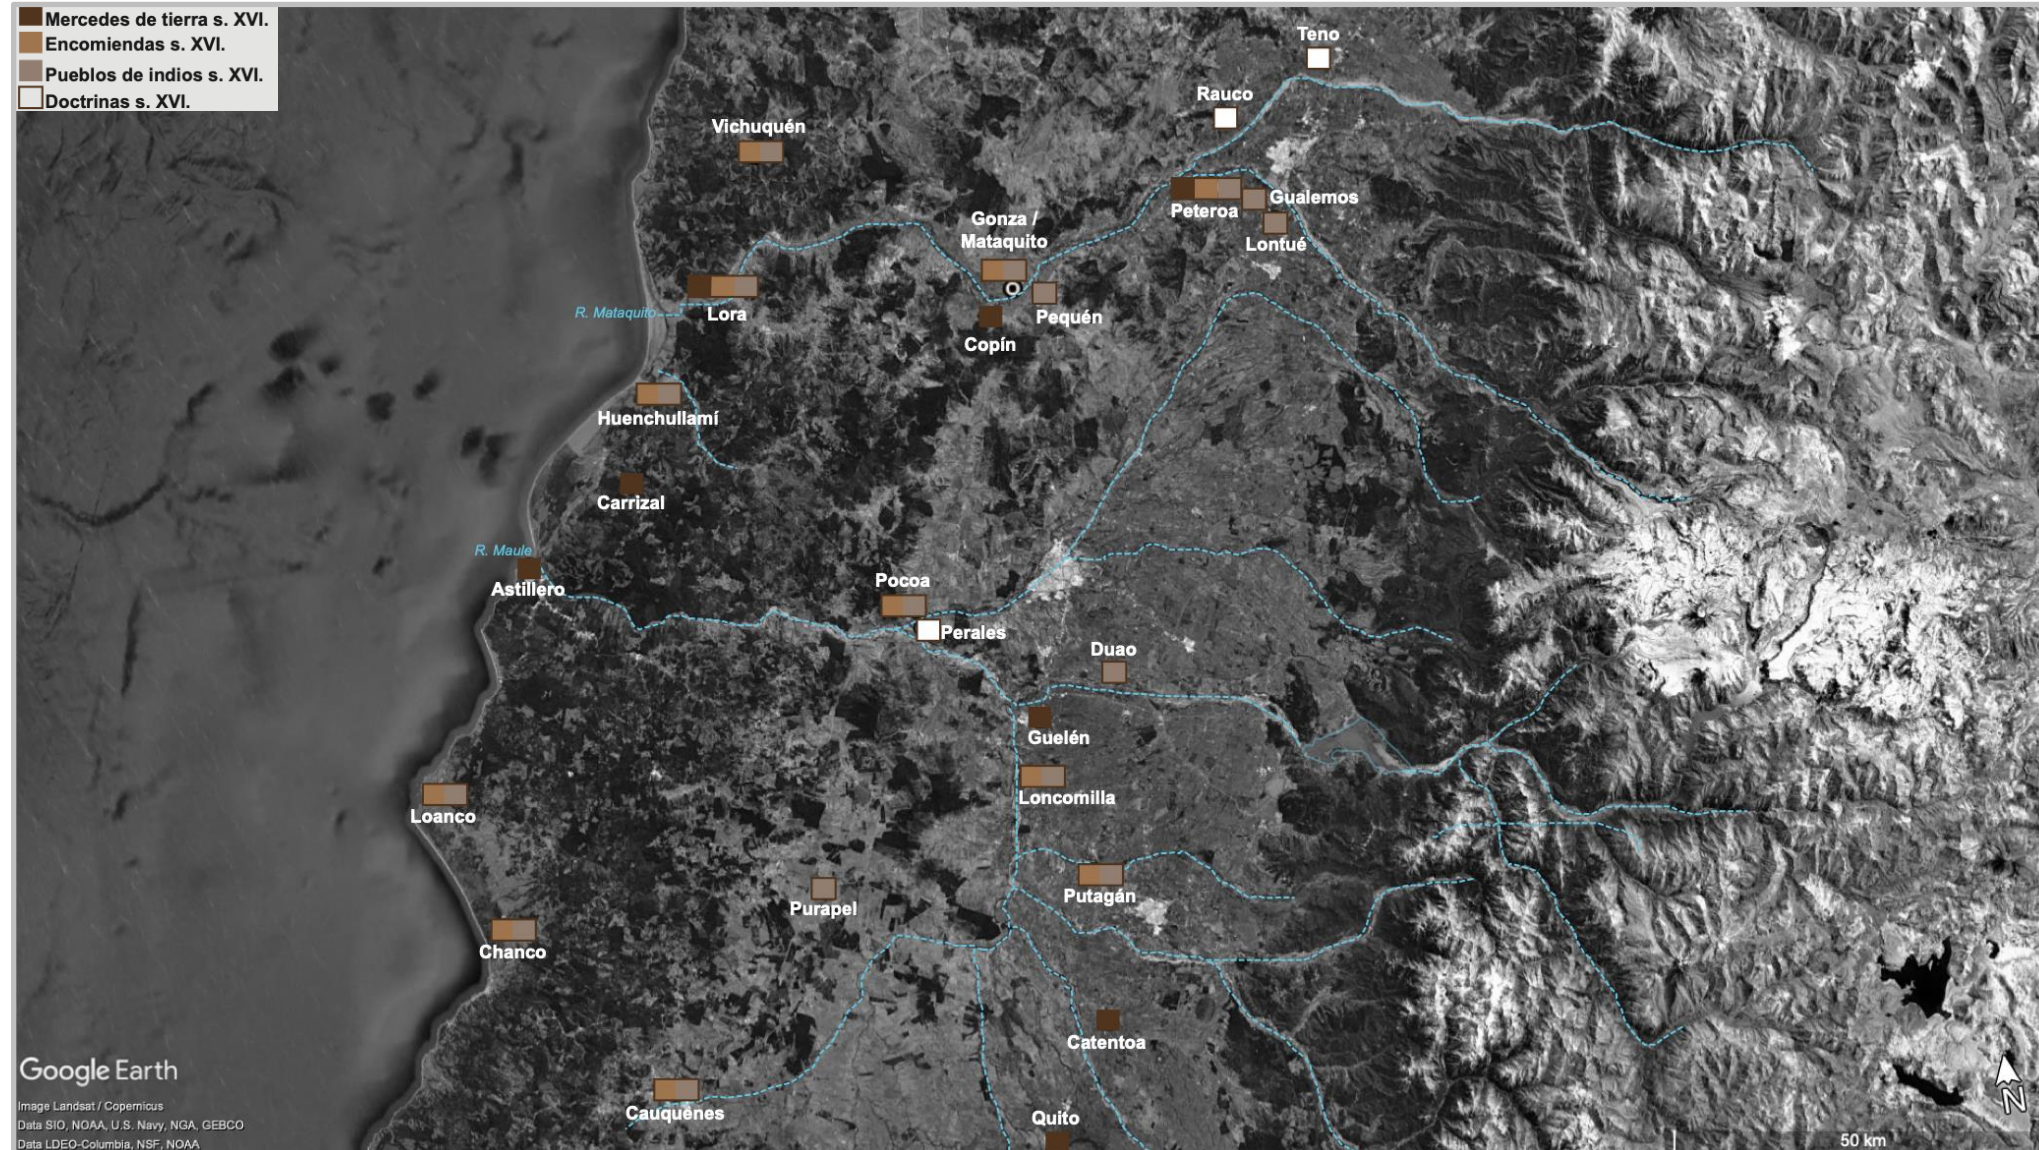 Mercedes de tierra s. XVI.
Encomiendas s. XVI.
Pueblos de indios s. XVI.
Doctrinas s. XVI.
Teno
Rauco
Vichuquén
Peteroa
Gualemos
Lontué
Gonza /
Mataquito
Pequén
Copín
R. Mataquito
Lora
Huenchullamí
Carrizal
R. Maule
Astillero
Pocoa
Perales
Duao
Guelén
Loncomilla
Loanco
Putagán
Purapel
Chanco
Catentoa
Cauquenes
Quito
Google Earth
Image Landsat / Copernicus
Data SIO, NOAA, U.S. Navy, NGA, GEBCO
Data LDEO-Columbia, NSF, NOAA
N
50 km